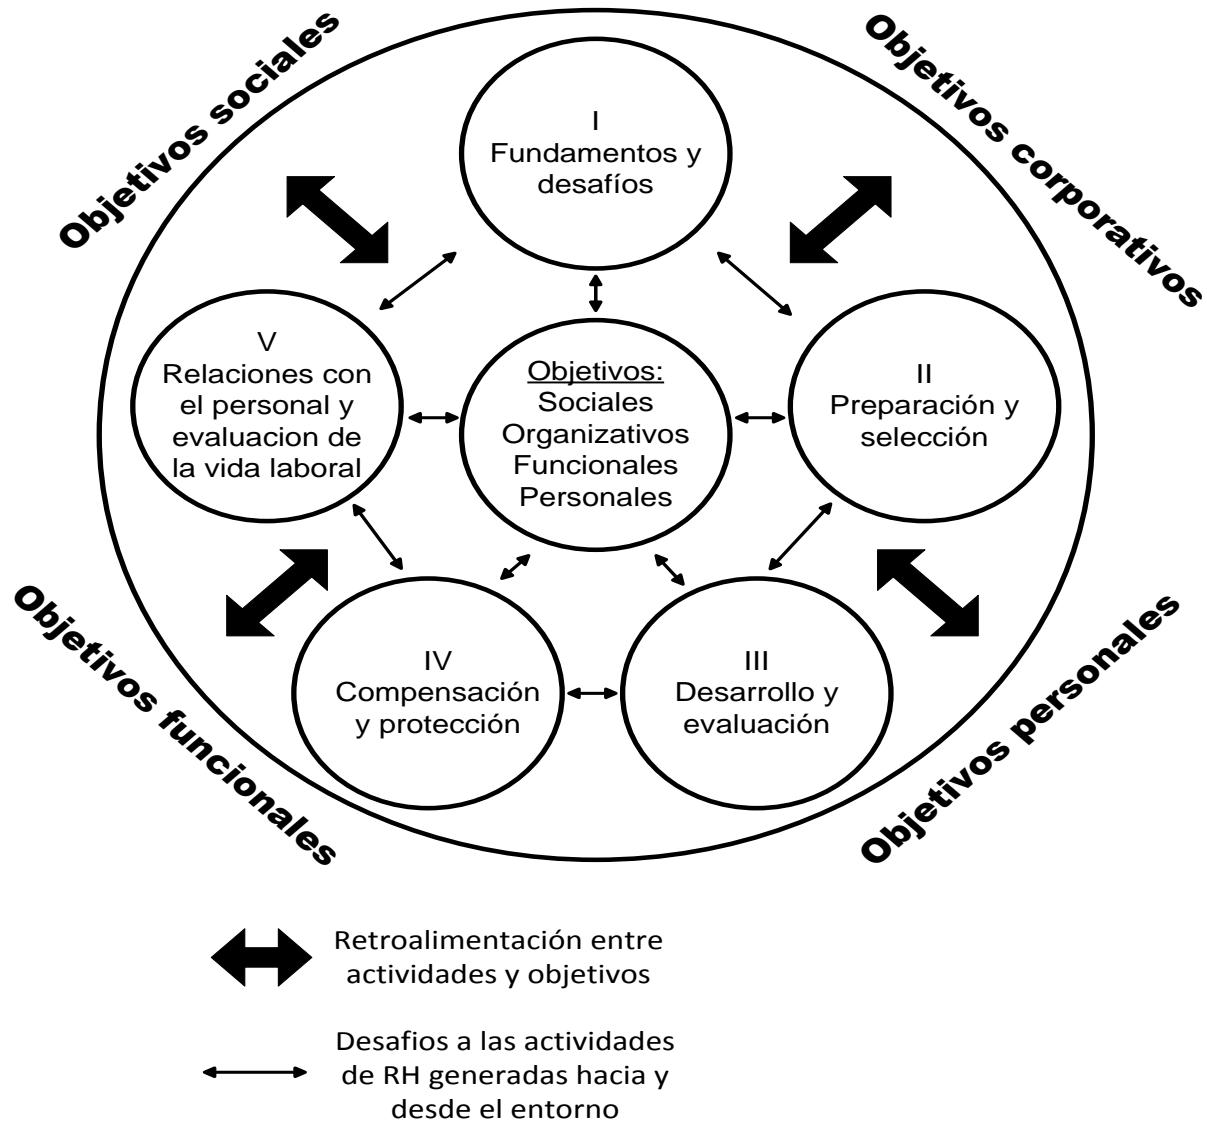 Objetivos sociales
Objetivos corporativos
I
Fundamentos y
desafíos
V
Relaciones con
el personal y
evaluacion de
la vida laboral
Objetivos:
Sociales
Organizativos
Funcionales
Personales
II
Preparación y
selección
IV
Compensación
y protección
III
Desarrollo y
evaluación
Objetivos funcionales
Objetivos personales
Retroalimentación entre
actividades y objetivos
Desafios a las actividades
de RH generadas hacia y
desde el entorno